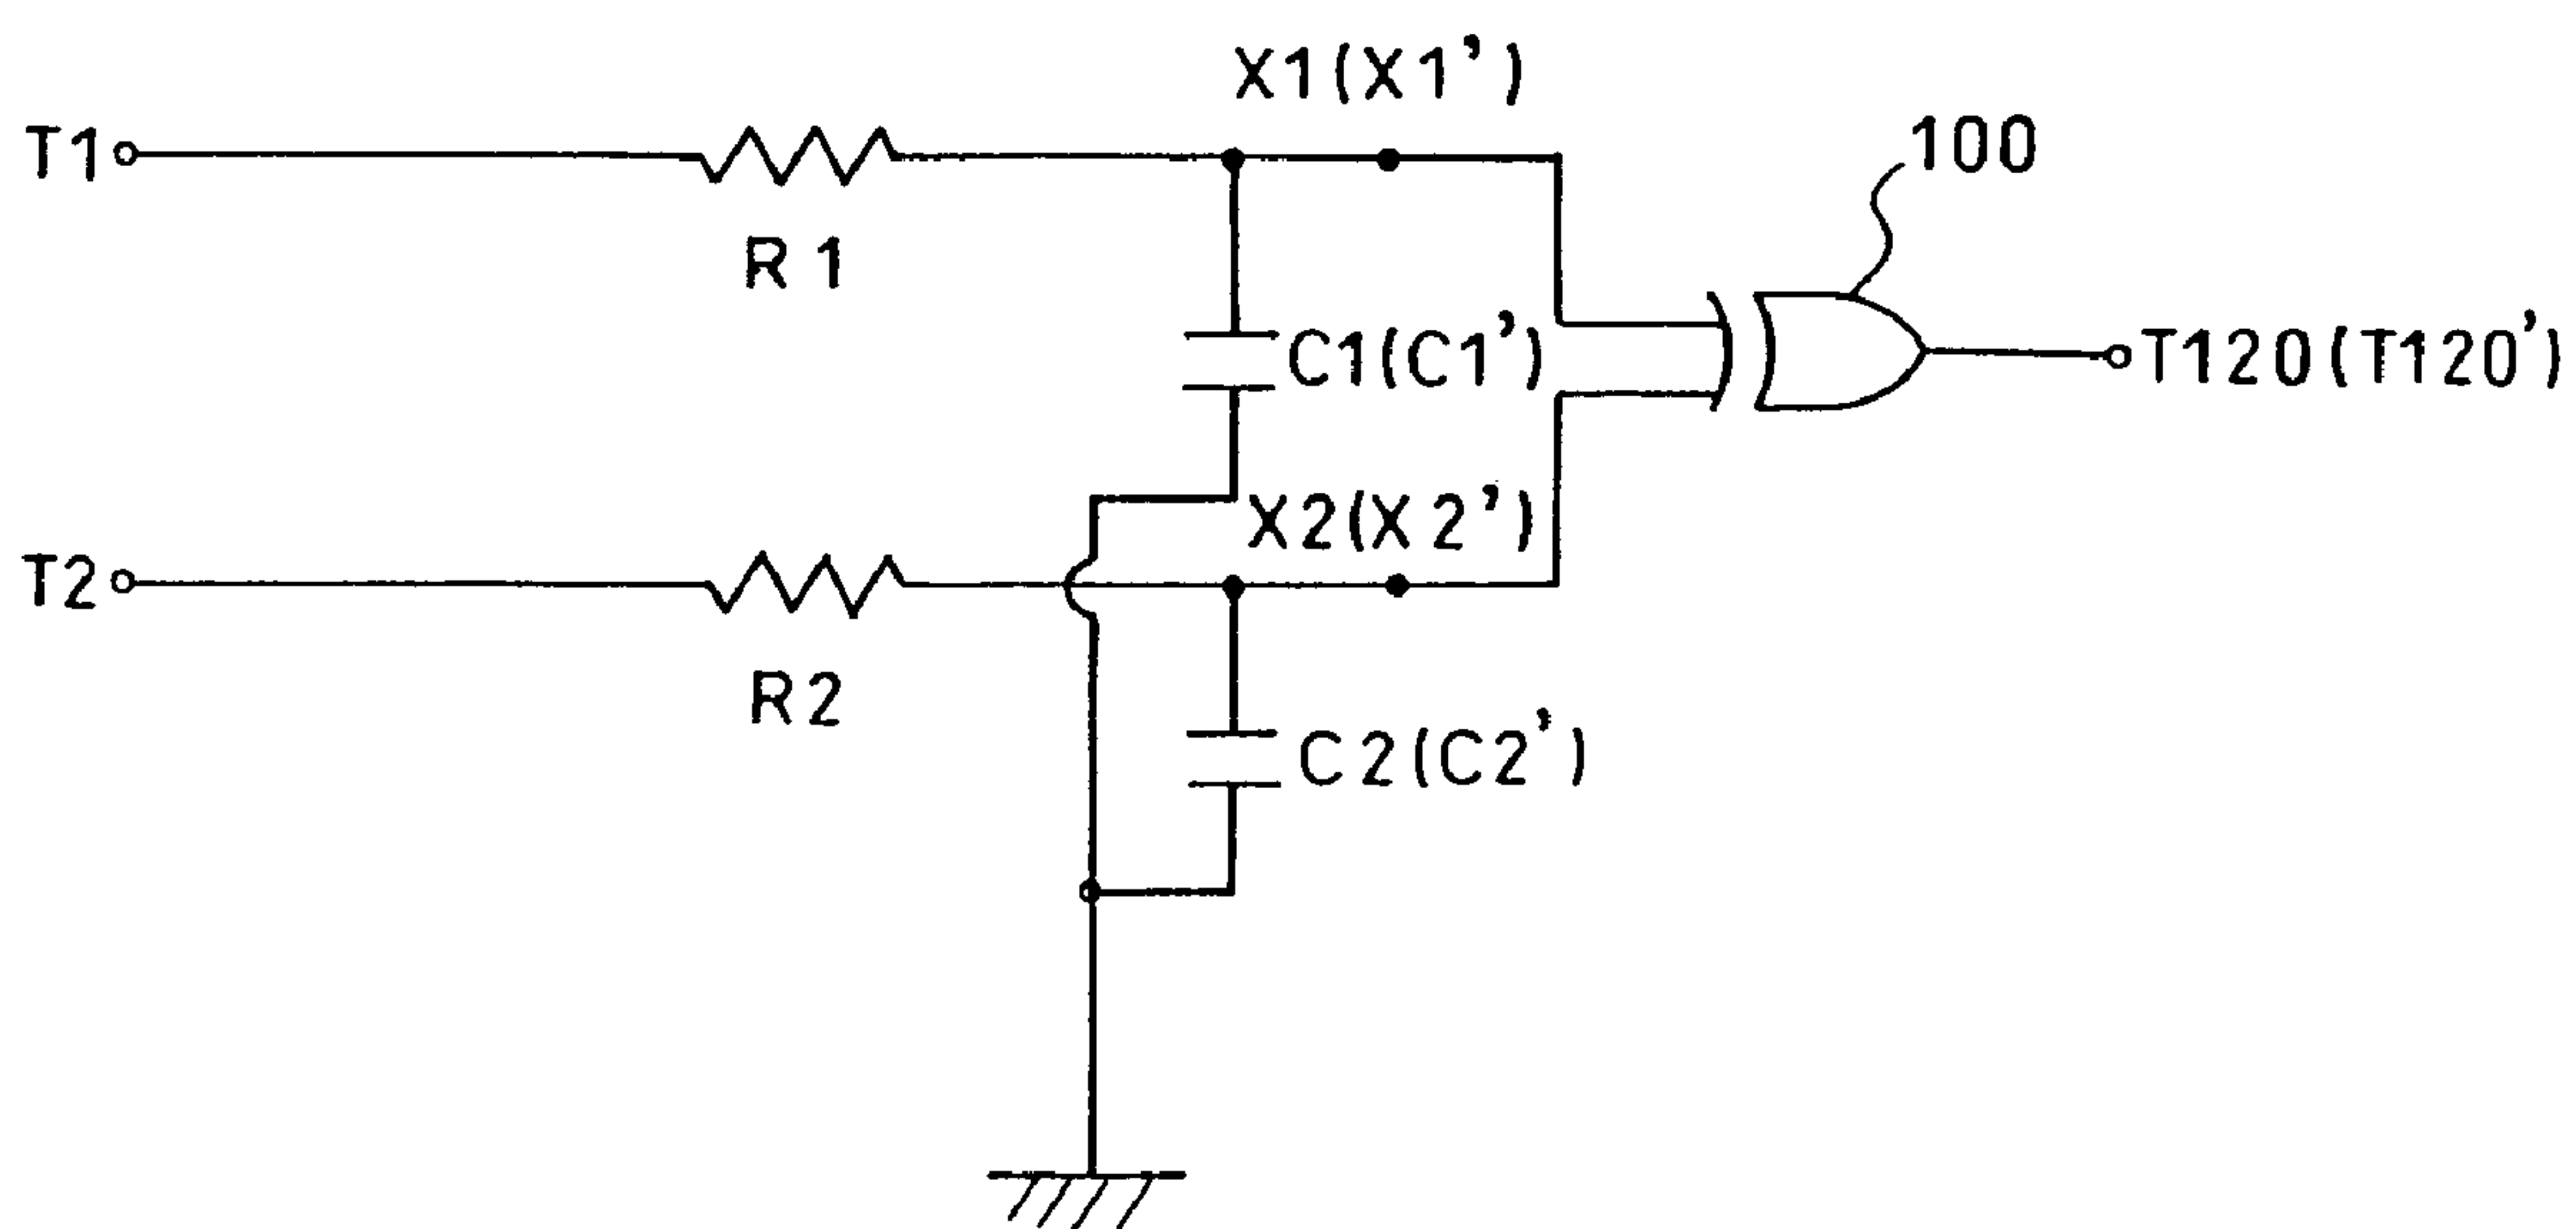 X1(X1')
T1
100
R1
C1(C1')
T120(T120')
X2(X2')
T2
R2
C2(C2')